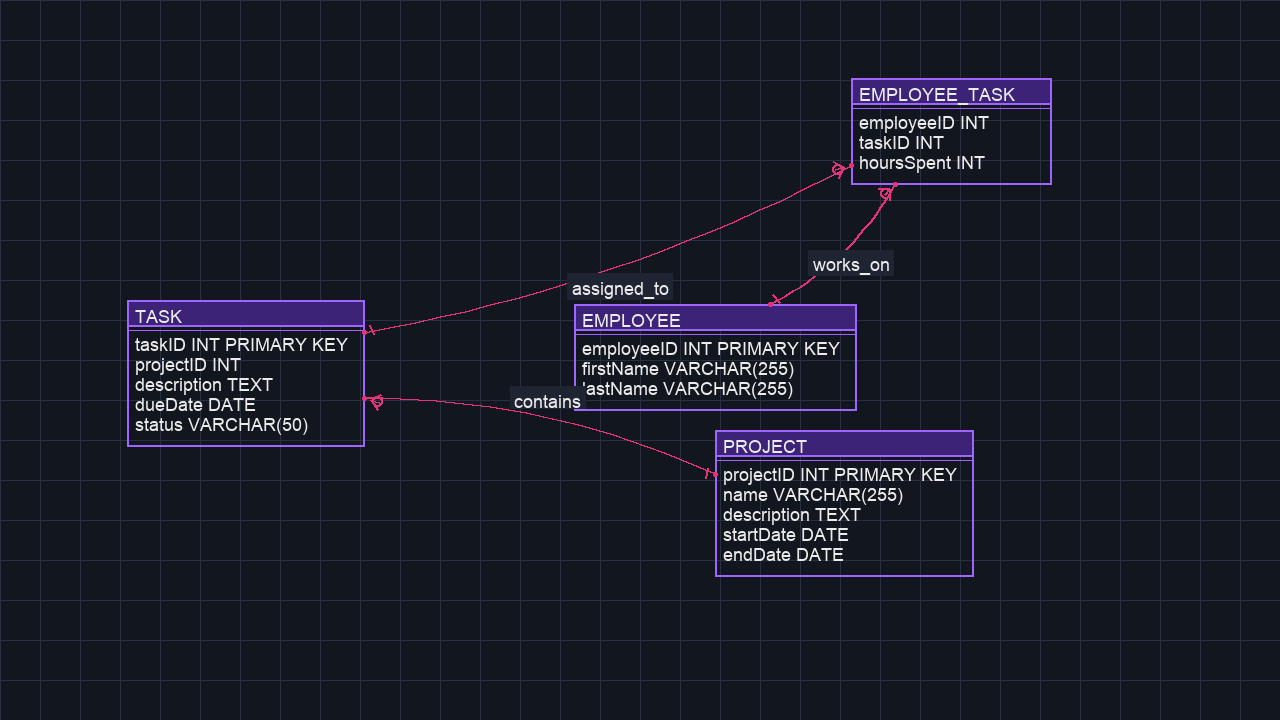 EMPLOYEE_TASK
employeeID INT
taskID INT
hoursSpent INT
works_on
assigned_to
TASK
taskID INT PRIMARY KEY
projectID INT
description TEXT
dueDate DATE
status VARCHAR(50)
EMPLOYEE
employeeID INT PRIMARY KEY
firstName VARCHAR(255)
lastName VARCHAR(255)
contains
PROJECT
projectID INT PRIMARY KEY
name VARCHAR(255)
description TEXT
startDate DATE
endDate DATE